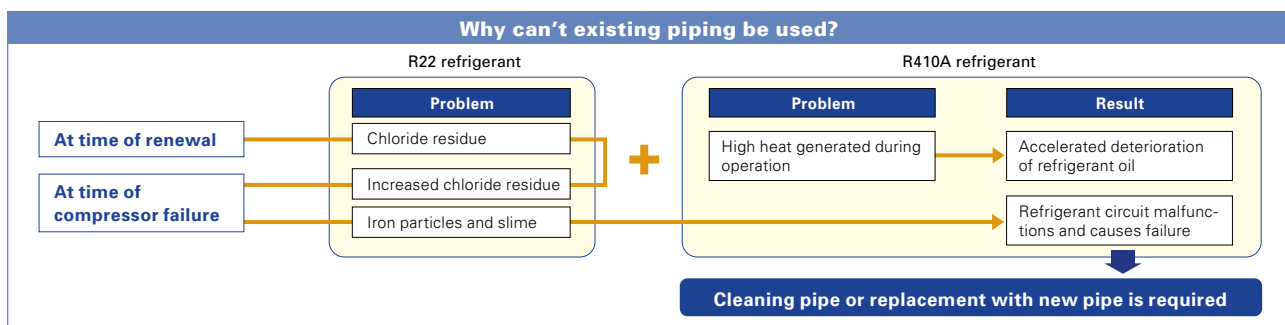 Why can't existing piping be used?
R22 refrigerant
R410A refrigerant
Problem
Problem
Result
At time of renewal
Chloride residue
High heat generated during
operation
Accelerated deterioration
of refrigerant oil
At time of
compressor failure
Increased chloride residue
Iron particles and slime
Refrigerant circuit malfunc-
tions and causes failure
Cleaning pipe or replacement with new pipe is required